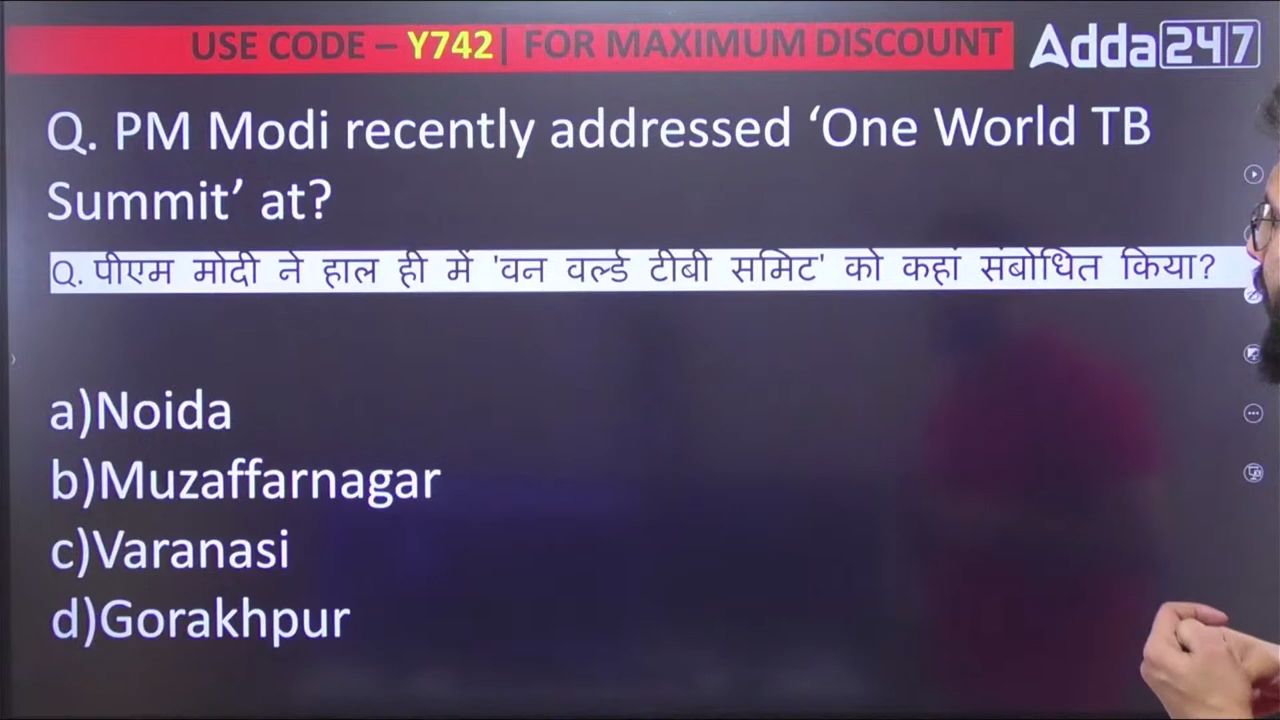 USE CODE – Y742| FOR MAXIMUM DISCOUNT
Adda247
Q. PM Modi recently addressed ‘One World TB
Summit’ at?
Q. पीएम मोदी ने हाल ही में 'वन वर्ल्ड टीबी समिट' को कहां संबोधित किया?
a)Noida
b)Muzaffarnagar
c)Varanasi
d)Gorakhpur